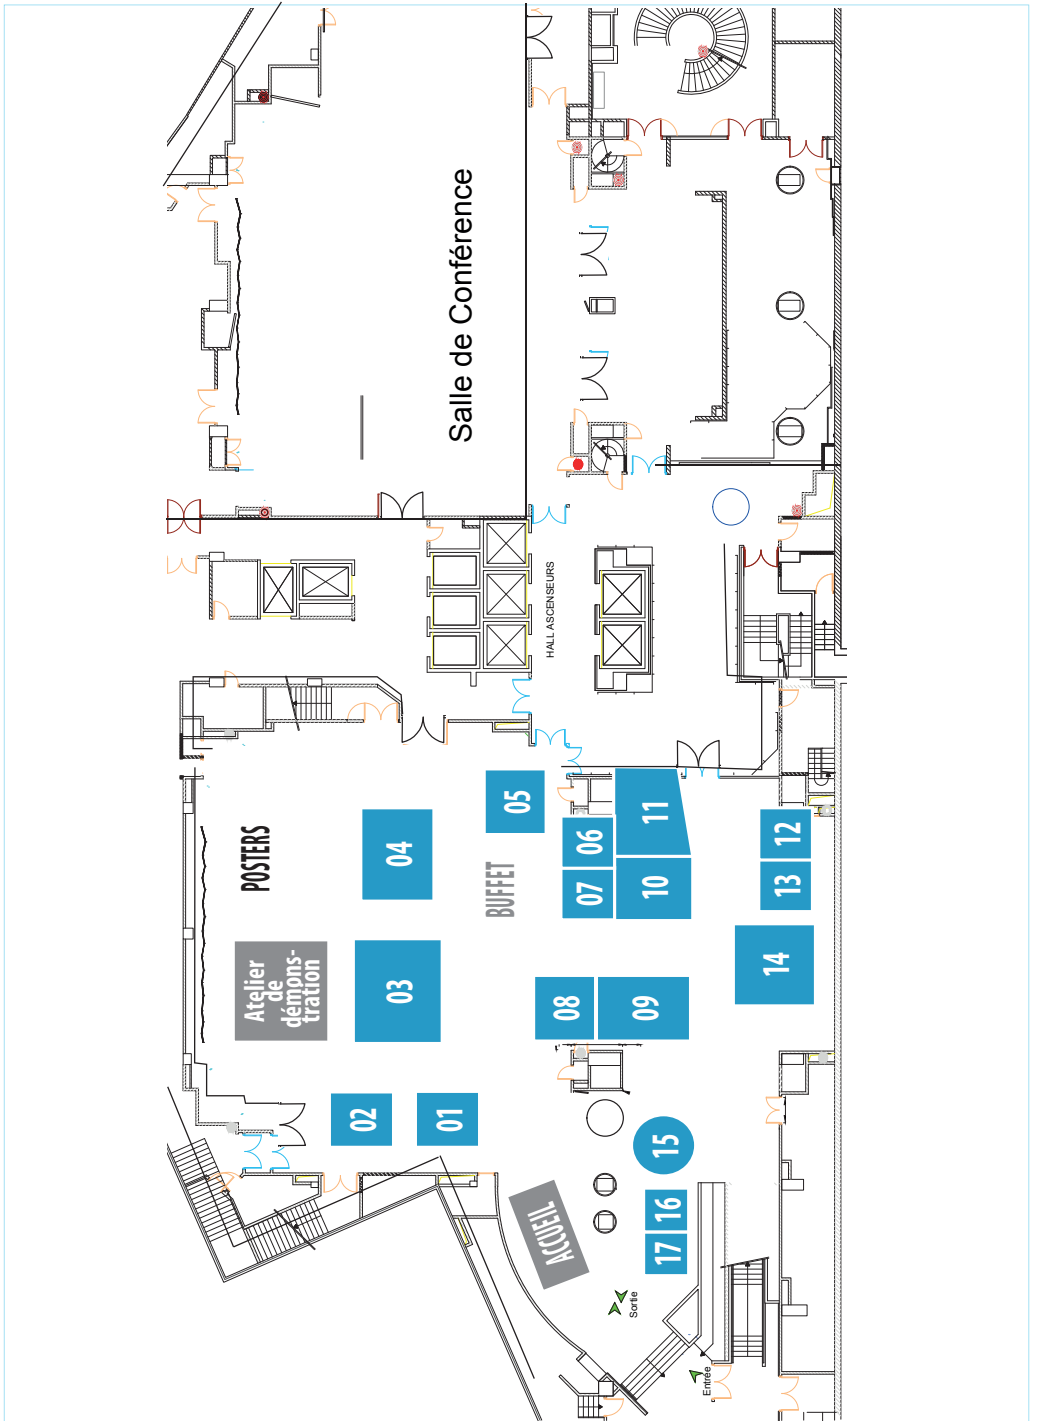 Salle de Conférence
HALL ASCENSEURS
POSTERS
Atelier
de
démons-
tration
BUFFET
05
04
03
02
01
06
07
08
09
10
11
12
13
14
15
16
17
ACCUEIL
Sortie
Entrée